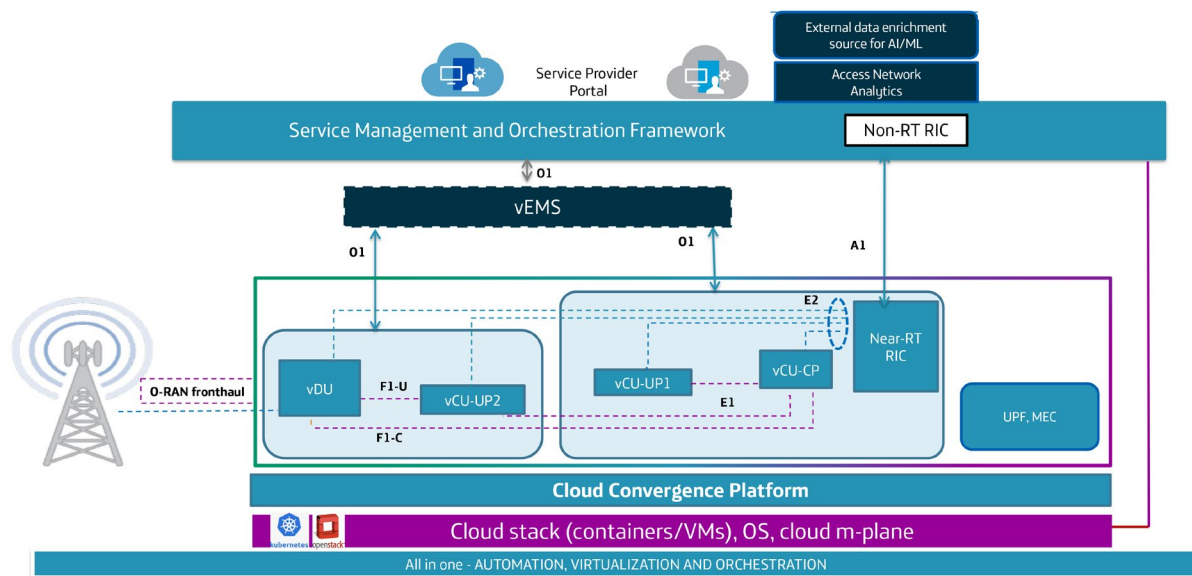 External data enrichment
source for AI/ML
Service Provider
Portal
Access Network
Analytics
Service Management and Orchestration Framework
Non-RT RIC
O1
vEMS
O1
O1
A1
E2
Near-RT
RIC
vDU
F1-U
vCU-UP2
vCU-UP1
vCU-CP
E1
O-RAN fronthaul
F1-C
UPF, MEC
Cloud Convergence Platform
Cloud stack (containers/VMs), OS, cloud m-plane
kubernetes
openstack
All in one - AUTOMATION, VIRTUALIZATION AND ORCHESTRATION